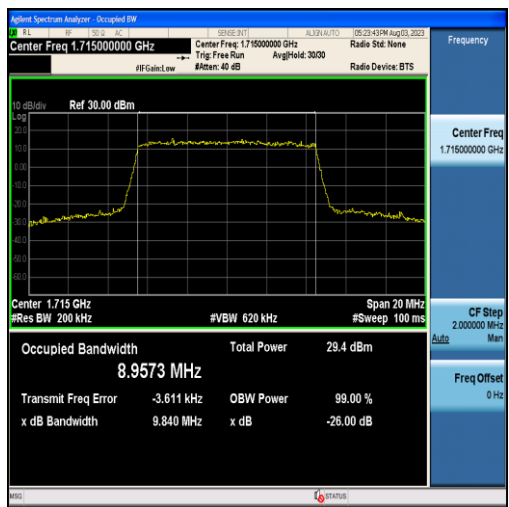 Agilent Spectrum Analyzer - Occupied BW
RL RF 50 Ω AC SENSE:INT ALIGN AUTO 05:23:43PM Aug 03, 2023
Center Freq 1.715000000 GHz Center Freq: 1.715000000 GHz Radio Std: None
Trig: Free Run Avg|Hold: 30/30
#IFGain:Low #Atten: 40 dB Radio Device: BTS
10 dB/div Ref 30.00 dBm
Log
20.0
10.0
0.00
-10.0
-20.0
-30.0
-40.0
-50.0
-60.0
Center 1.715 GHz Span 20 MHz
#Res BW 200 kHz #VBW 620 kHz #Sweep 100 ms
Occupied Bandwidth Total Power 29.4 dBm
8.9573 MHz
Transmit Freq Error -3.611 kHz OBW Power 99.00 %
x dB Bandwidth 9.840 MHz x dB -26.00 dB
MSG STATUS
Frequency
Center Freq
1.715000000 GHz
CF Step
2.000000 MHz
Auto Man
Freq Offset
0 Hz